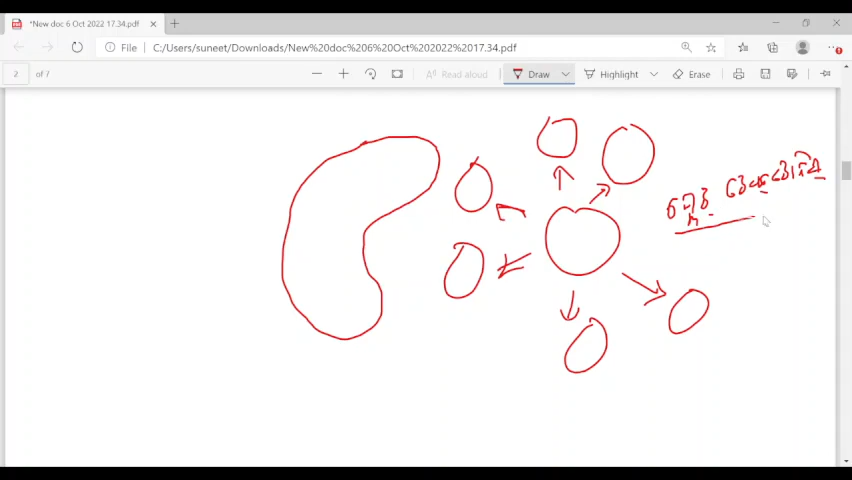 *New doc 6 Oct 2022 17.34.pdf
File C:/Users/suneet/Downloads/New%20doc%206%20Oct%202022%2017.34.pdf
2 of 7 Read aloud Draw Highlight Erase